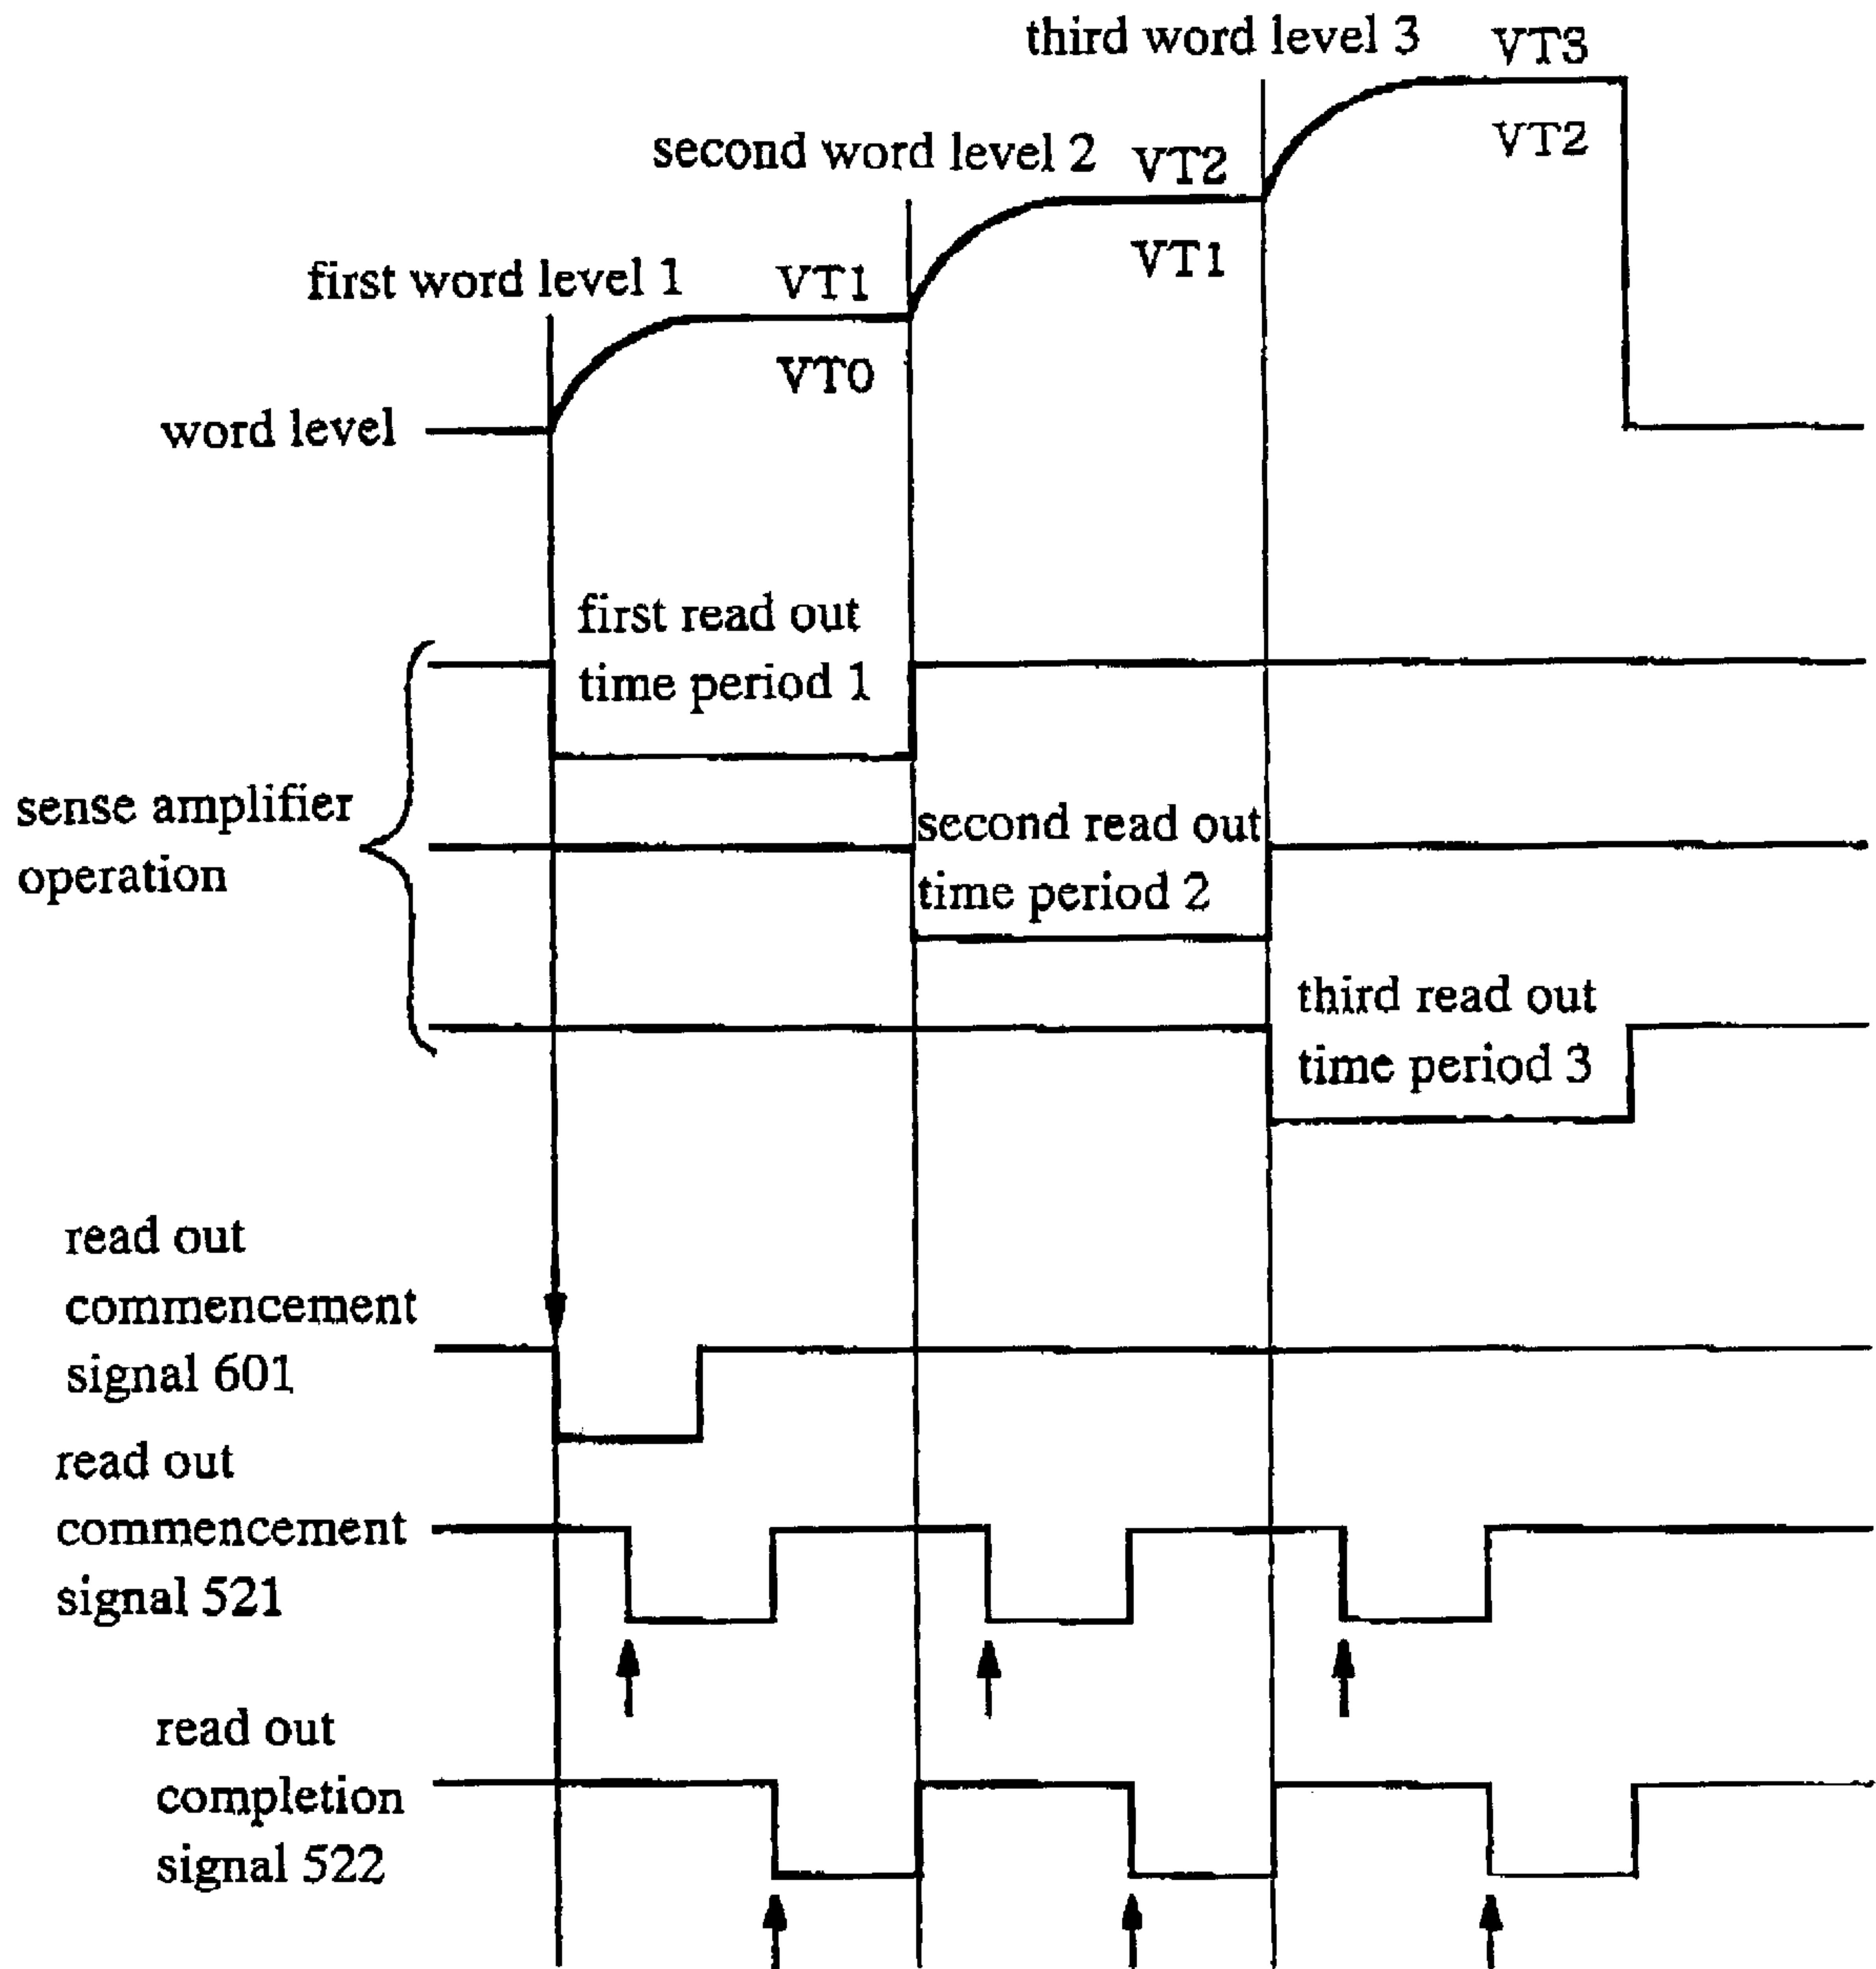 third word level 3 VT3
VT2
second word level 2 VT2
VT1
first word level 1 VT1
VT0
word level
first read out
time period 1
sense amplifier
operation
second read out
time period 2
third read out
time period 3
read out
commencement
signal 601
read out
commencement
signal 521
read out
completion
signal 522